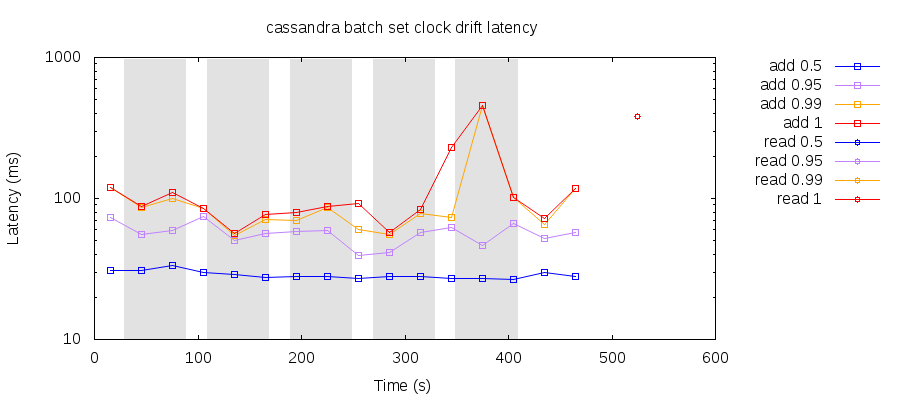 cassandra batch set clock drift latency
Latency (ms)
1000
100
10
0 100 200 300 400 500 600
Time (s)
add 0.5
add 0.95
add 0.99
add 1
read 0.5
read 0.95
read 0.99
read 1